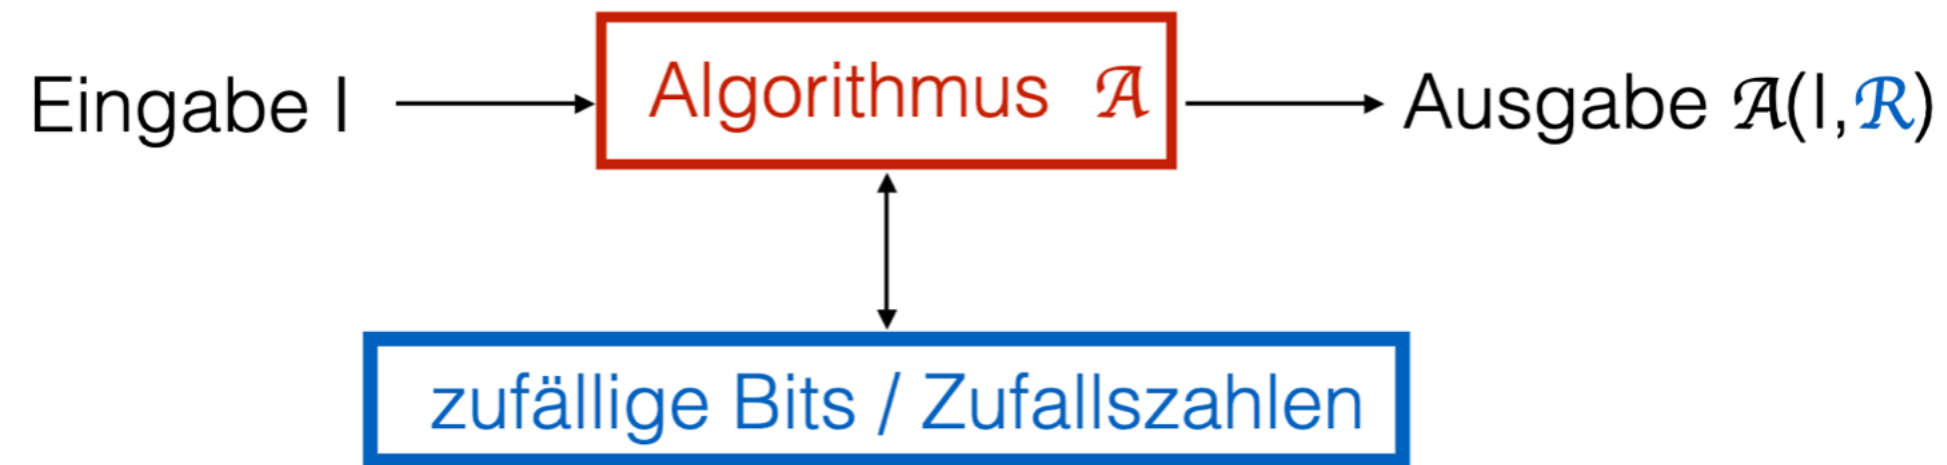 Eingabe I
Algorithmus 𝒜
Ausgabe 𝒜(I,ℛ)
zufällige Bits / Zufallszahlen